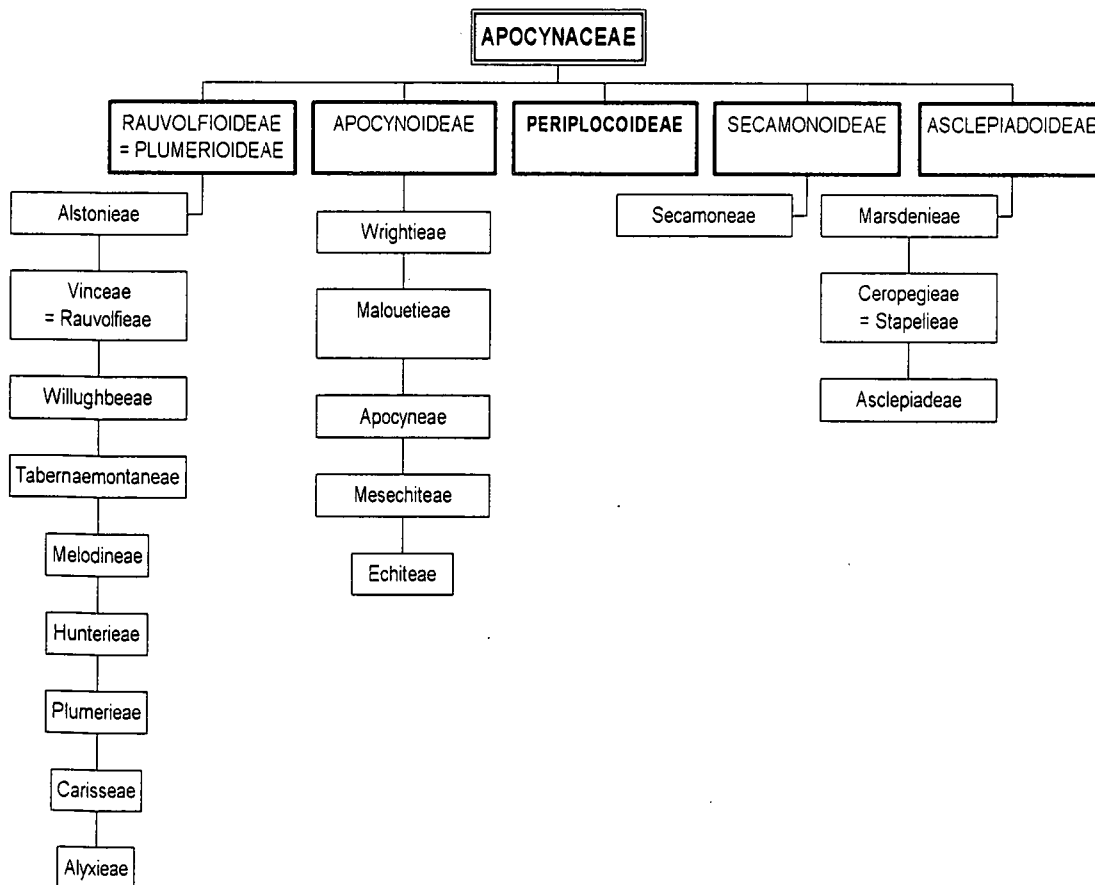 APOCYNACEAE
RAUVOLFIOIDEAE
= PLUMERIOIDEAE
APOCYNOIDEAE
PERIPLOCOIDEAE
SECAMONOIDEAE
ASCLEPIADOIDEAE
Alstonieae
Vinceae
= Rauvolfieae
Willughbeeae
Tabernaemontaneae
Melodineae
Hunterieae
Plumerieae
Carisseae
Alyxieae
Wrightieae
Malouetieae
Apocyneae
Mesechiteae
Echiteae
Secamoneae
Marsdenieae
Ceropegieae
= Stapelieae
Asclepiadeae